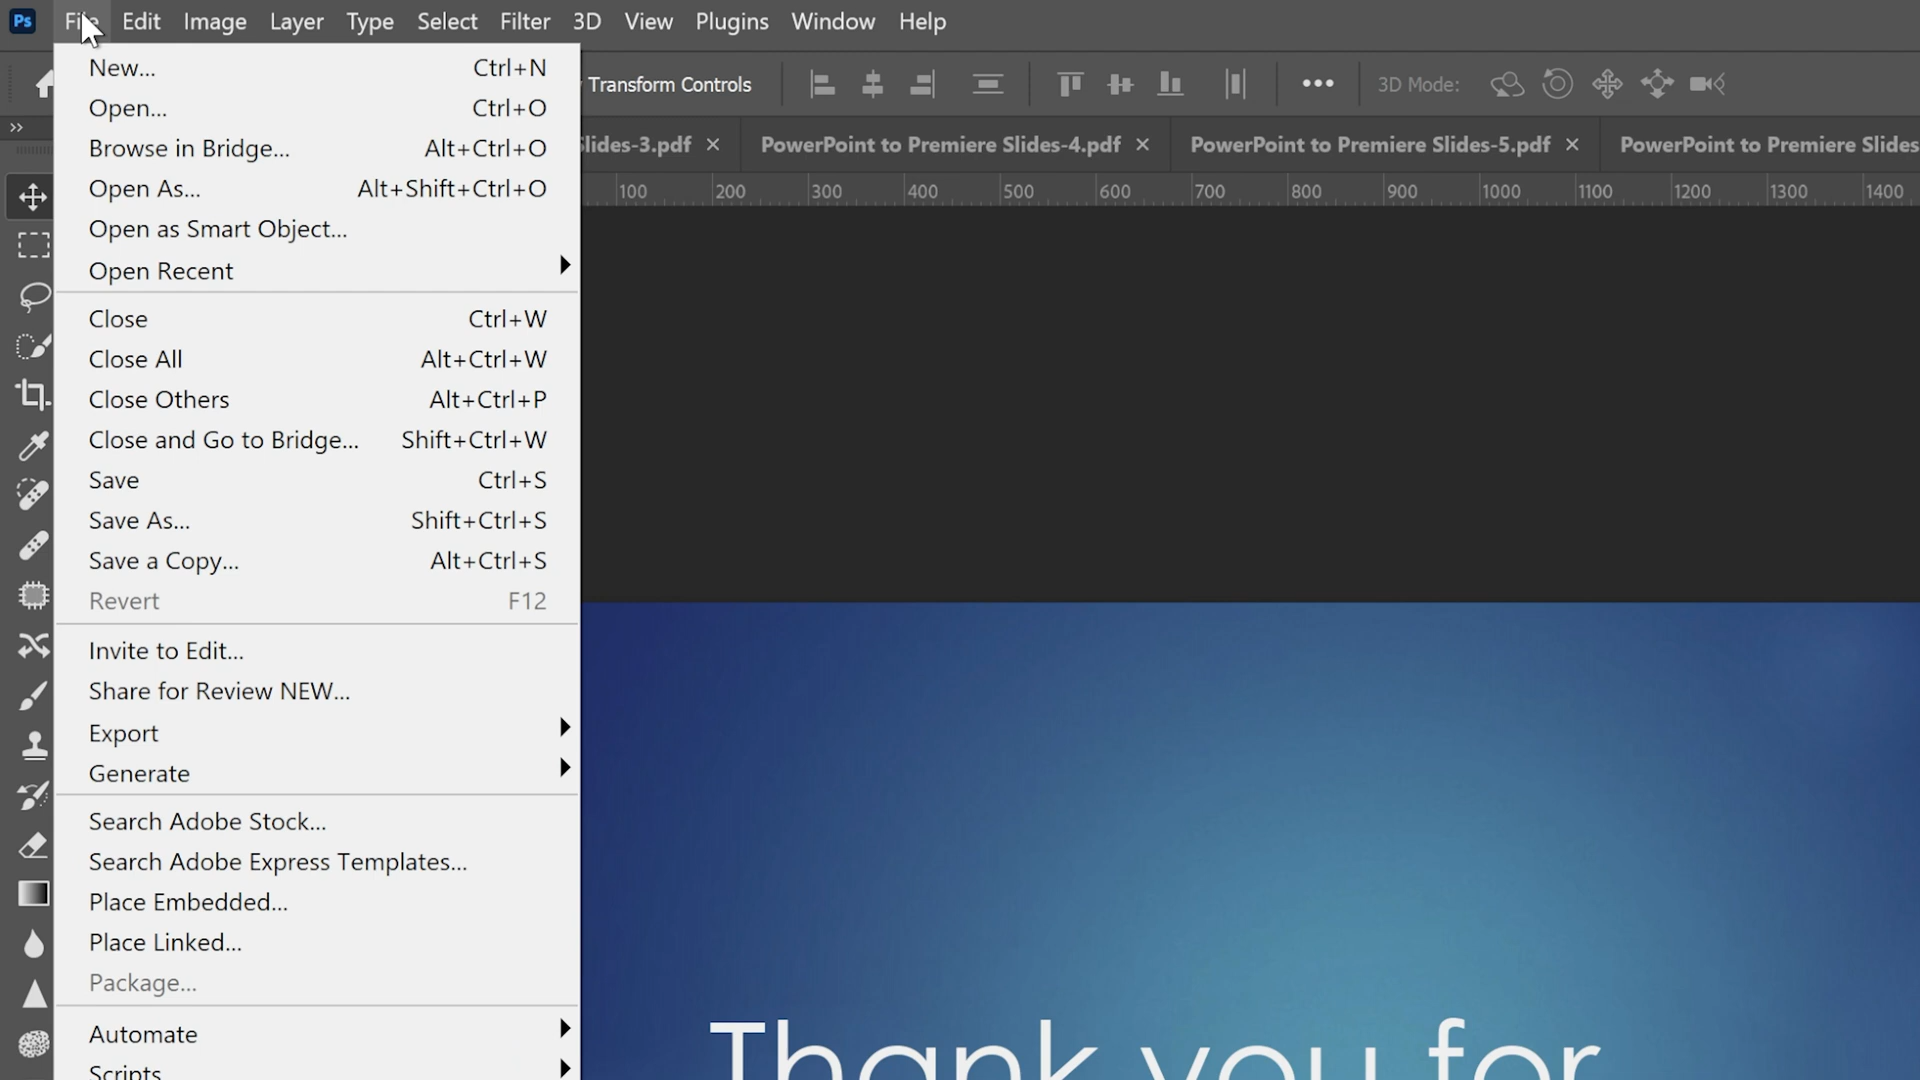 Ps File Edit Image Layer Type Select Filter 3D View Plugins Window Help
New... Ctrl+N
Transform Controls ••• 3D Mode:
Open... Ctrl+O
Browse in Bridge... Alt+Ctrl+O
lides-3.pdf × PowerPoint to Premiere Slides-4.pdf × PowerPoint to Premiere Slides-5.pdf × PowerPoint to Premiere Slides
Open As... Alt+Shift+Ctrl+O
100 200 300 400 500 600 700 800 900 1000 1100 1200 1300 1400
Open as Smart Object...
Open Recent
Close Ctrl+W
Close All Alt+Ctrl+W
Close Others Alt+Ctrl+P
Close and Go to Bridge... Shift+Ctrl+W
Save Ctrl+S
Save As... Shift+Ctrl+S
Save a Copy... Alt+Ctrl+S
Revert F12
Invite to Edit...
Share for Review NEW...
Export
Generate
Search Adobe Stock...
Search Adobe Express Templates...
Place Embedded...
Place Linked...
Package...
Automate
Scripts
Thank you for